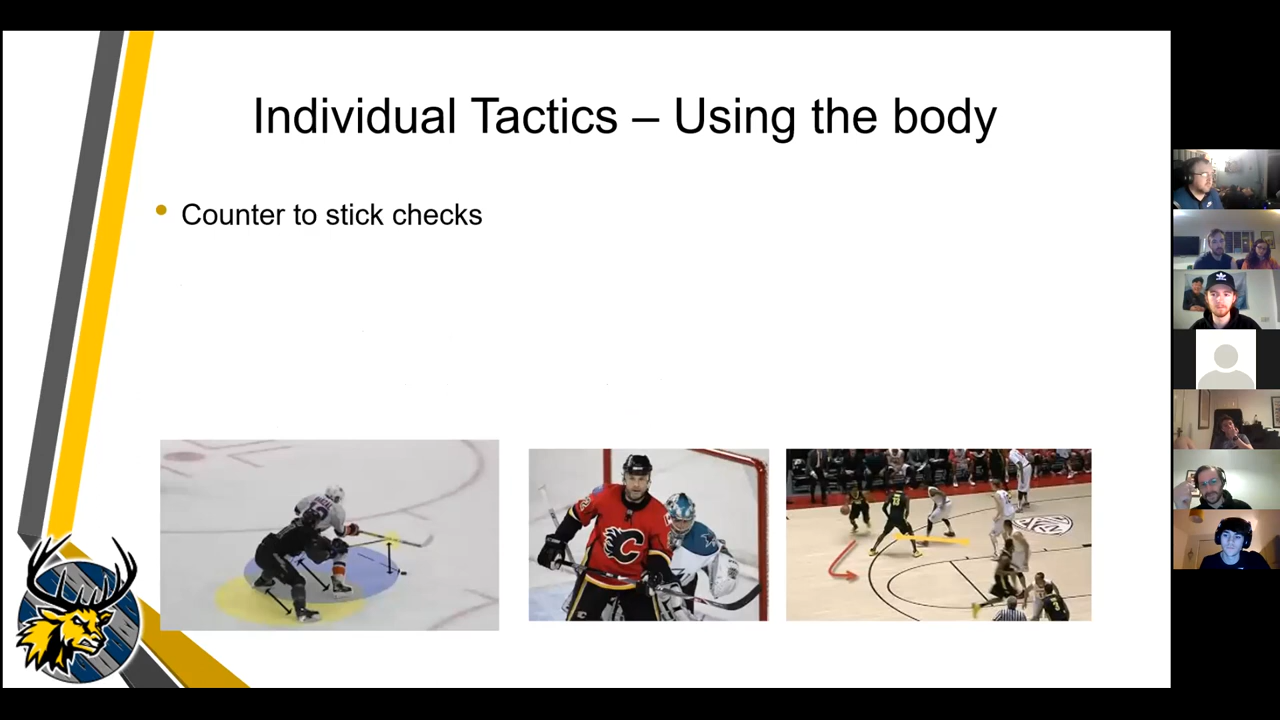 Individual Tactics – Using the body
Counter to stick checks